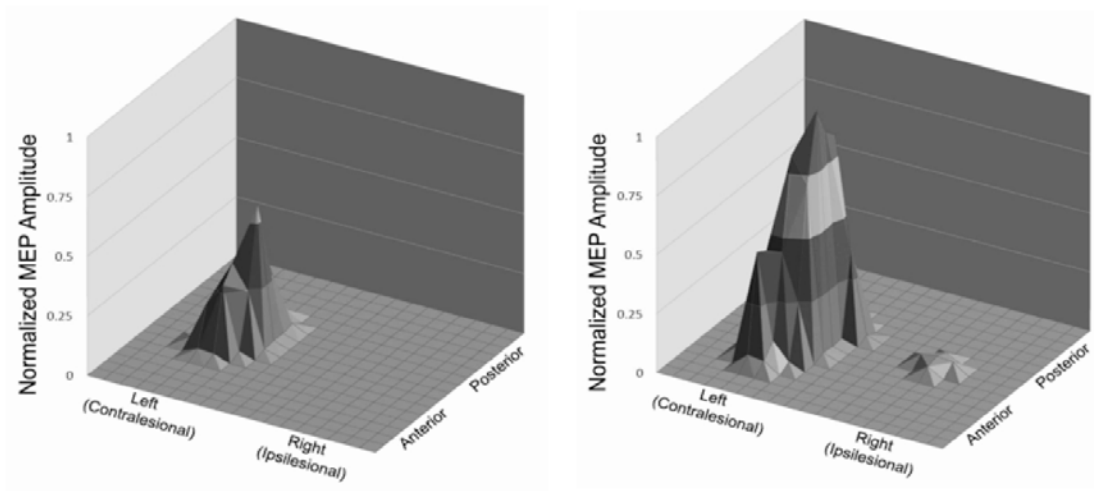 Normalized MEP Amplitude
1
0.75
0.5
0.25
0
Left
(Contralesional)
Right
(Ipsilesional)
Anterior
Posterior
Normalized MEP Amplitude
1
0.75
0.5
0.25
0
Left
(Contralesional)
Right
(Ipsilesional)
Anterior
Posterior